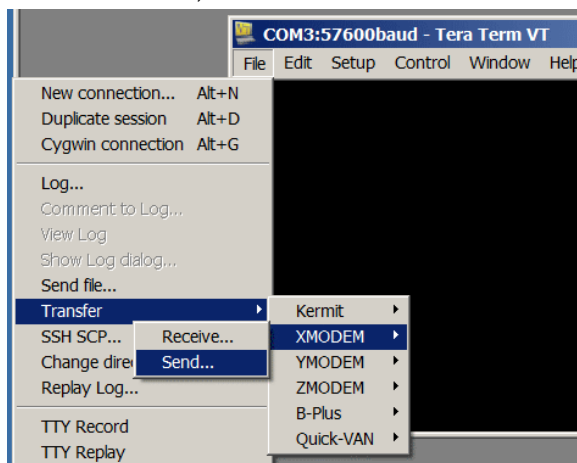 COM3:57600baud - Tera Term VT
File Edit Setup Control Window Help
New connection... Alt+N
Duplicate session Alt+D
Cygwin connection Alt+G
Log...
Comment to Log...
View Log
Show Log dialog...
Send file...
Transfer
Kermit
SSH SCP...
Receive...
XMODEM
Change dire
Send...
YMODEM
Replay Log...
ZMODEM
B-Plus
TTY Record
Quick-VAN
TTY Replay